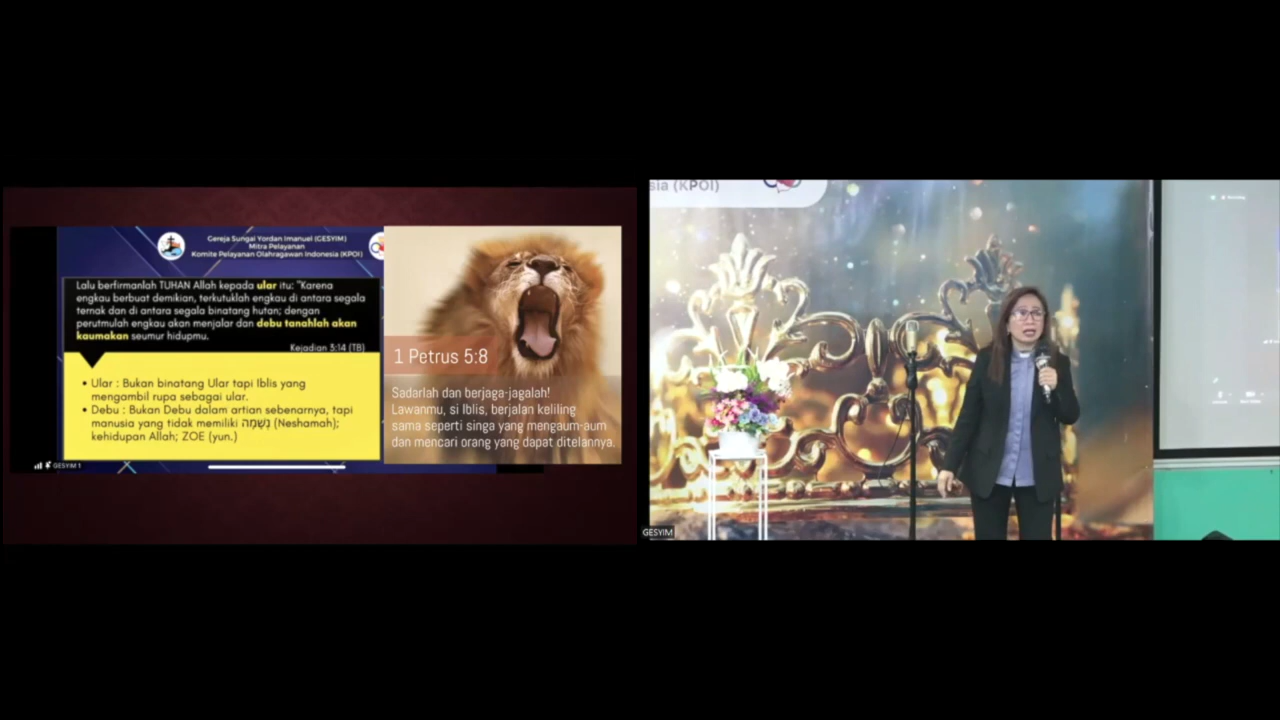 Gereja Sungai Yordan Imanuel (GESYIM)
Mitra Pelayanan
Komite Pelayanan Olahragawan Indonesia (KPOI)
Lalu berfirmanlah TUHAN Allah kepada ular itu: "Karena
engkau berbuat demikian, terkutuklah engkau di antara segala
ternak dan di antara segala binatang hutan; dengan
perutmulah engkau akan menjalar dan debu tanahlah akan
kaumakan seumur hidupmu.
Kejadian 3:14 (TB)
• Ular : Bukan binatang Ular tapi Iblis yang
mengambil rupa sebagai ular.
• Debu : Bukan Debu dalam artian sebenarnya, tapi
manusia yang tidak memiliki נְשָׁמָה (Neshamah);
kehidupan Allah; ZOE (yun.)
GESYIM 1
1 Petrus 5:8
Sadarlah dan berjaga-jagalah!
Lawanmu, si Iblis, berjalan keliling
sama seperti singa yang mengaum-aum
dan mencari orang yang dapat ditelannya.
sia (KPOI)
GESYIM